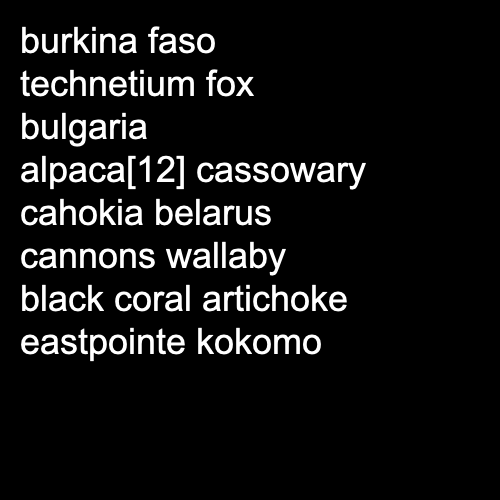 burkina faso
technetium fox
bulgaria
alpaca[12] cassowary
cahokia belarus
cannons wallaby
black coral artichoke
eastpointe kokomo